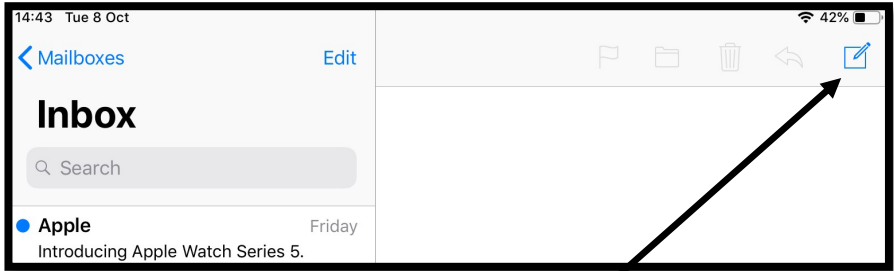 14:43 Tue 8 Oct 42%
Mailboxes Edit
Inbox
Search
Apple Friday
Introducing Apple Watch Series 5.